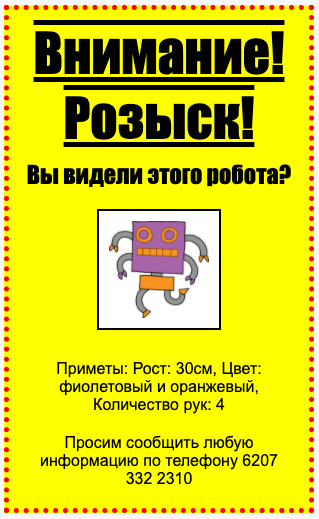 Внимание!
Розыск!
Вы видели этого робота?
Приметы: Рост: 30см, Цвет:
фиолетовый и оранжевый,
Количество рук: 4
Просим сообщить любую
информацию по телефону 6207
332 2310